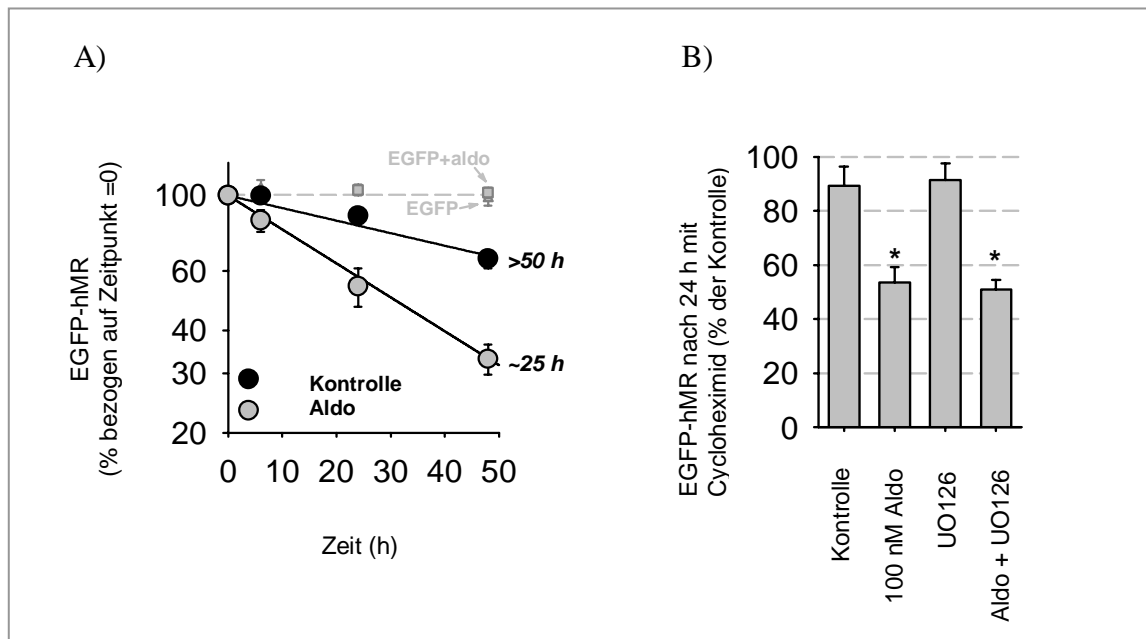 A)
EGFP-hMR
(% bezogen auf Zeitpunkt =0)
100
60
40
30
20
EGFP+aldo
EGFP
>50 h
~25 h
Kontrolle
Aldo
0 10 20 30 40 50
Zeit (h)
B)
EGFP-hMR nach 24 h mit
Cycloheximid (% der Kontrolle)
100
80
60
40
20
0
*
*
Kontrolle
100 nM Aldo
UO126
Aldo + UO126